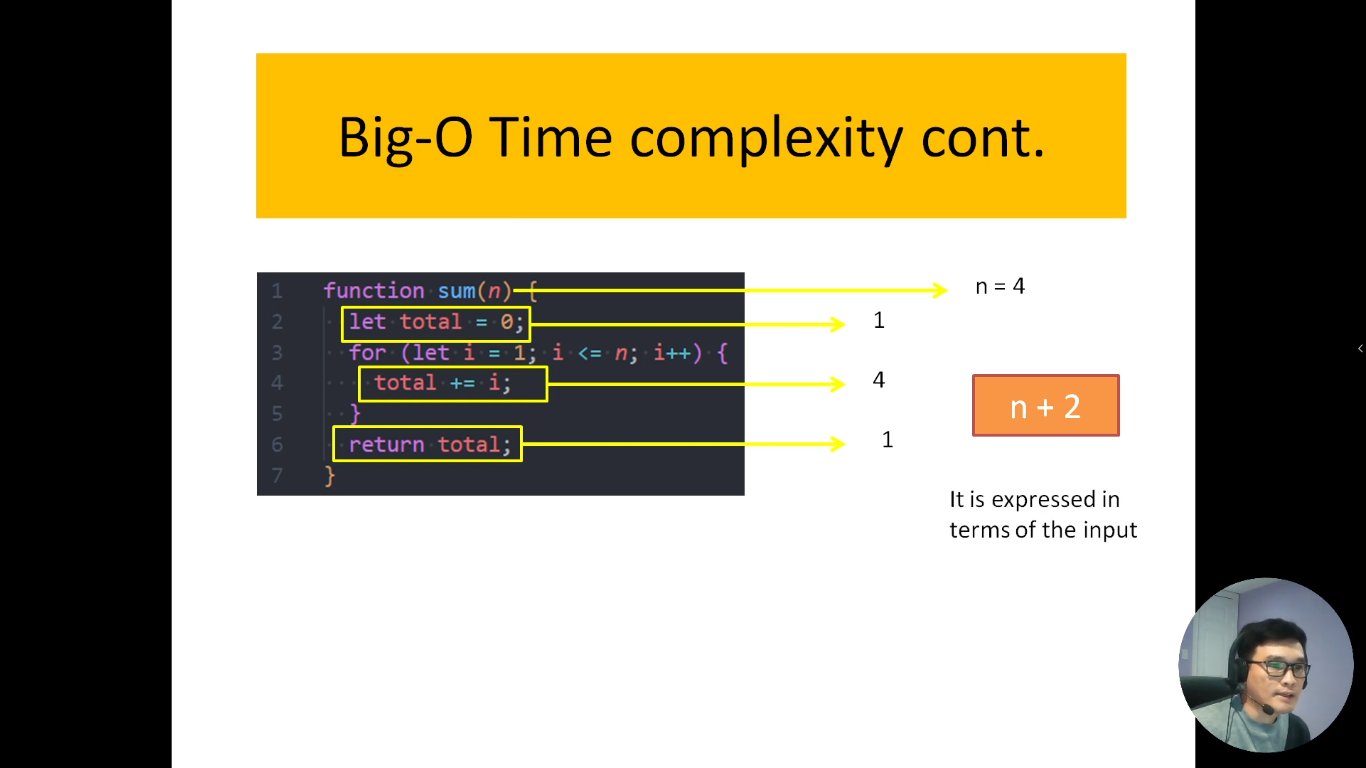 Big-O Time complexity cont.
1 function sum(n) {
2 let total = 0;
3 for (let i = 1; i <= n; i++) {
4 total += i;
5 }
6 return total;
7 }
n = 4
1
4
1
n + 2
It is expressed in
terms of the input